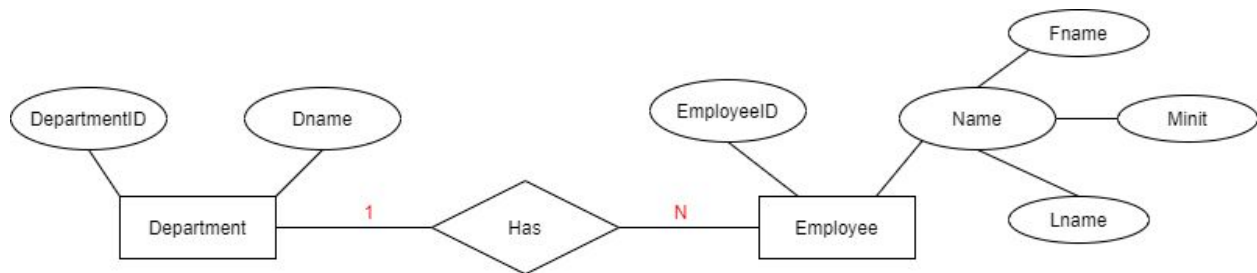 Fname
DepartmentID
Dname
EmployeeID
Name
Minit
Department
1
Has
N
Employee
Lname